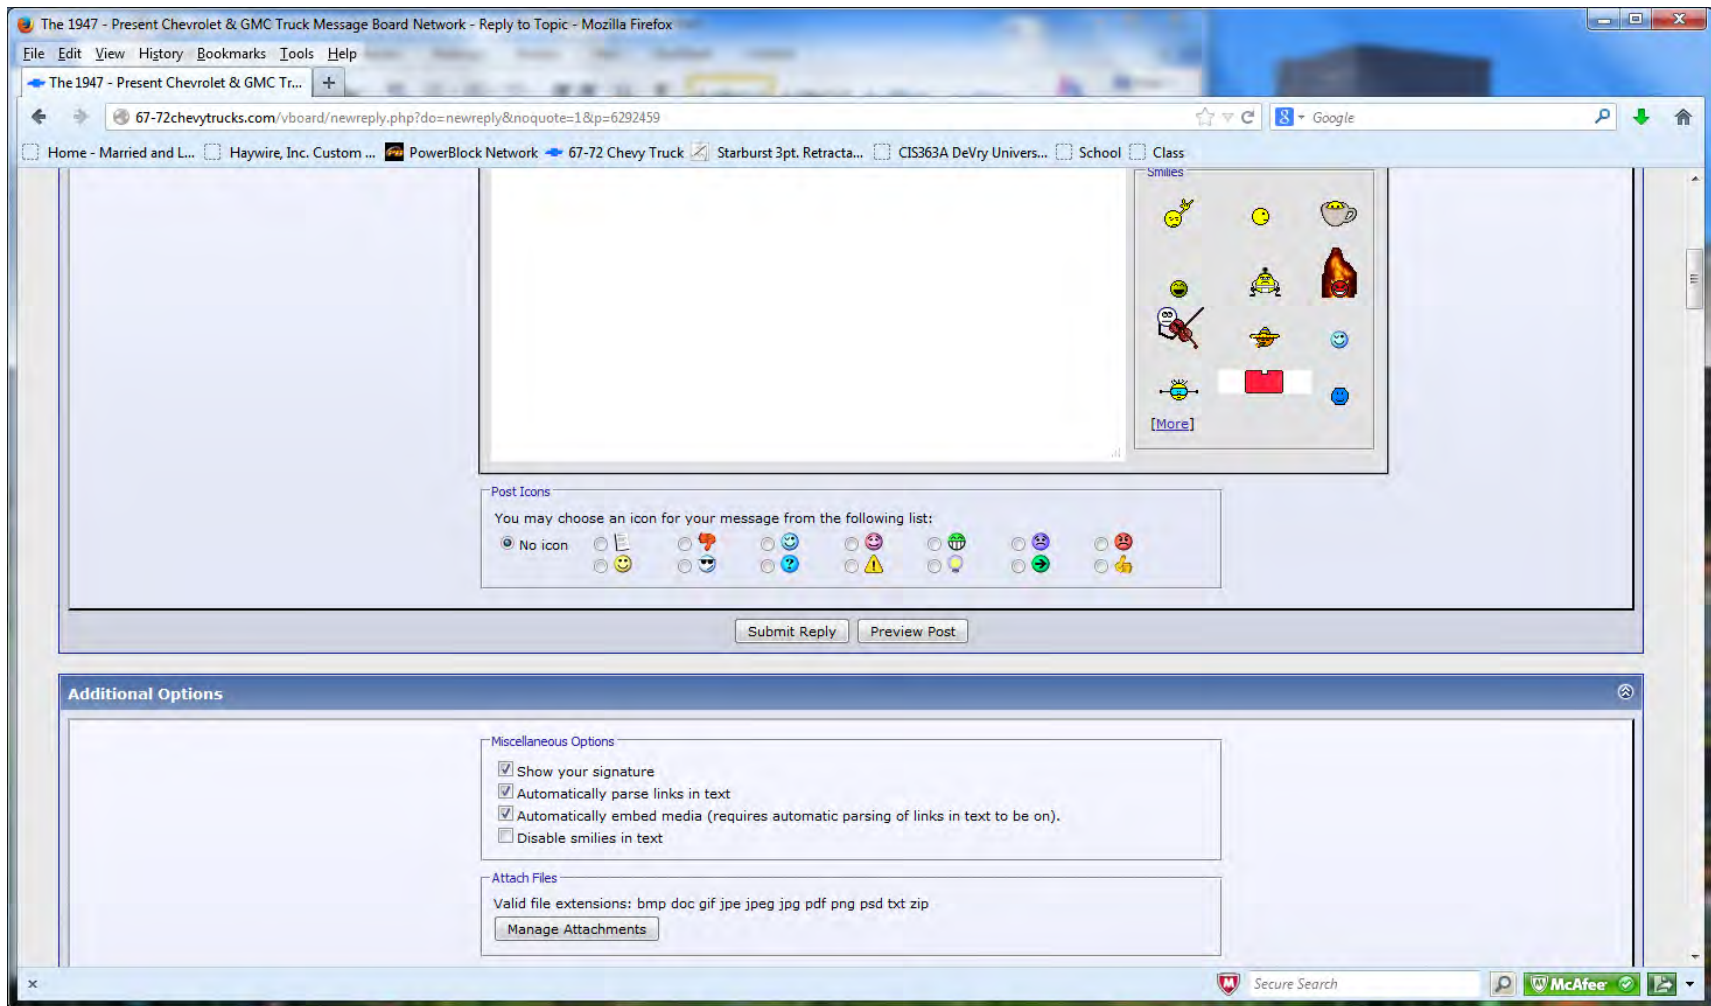 The 1947 - Present Chevrolet & GMC Truck Message Board Network - Reply to Topic - Mozilla Firefox
File Edit View History Bookmarks Tools Help
The 1947 - Present Chevrolet & GMC Tr... +
67-72chevytrucks.com/vboard/newreply.php?do=newreply&noquote=1&p=6292459 Google
Home - Married and L... Haywire, Inc. Custom ... PowerBlock Network 67-72 Chevy Truck Starburst 3pt. Retracta... CIS363A DeVry Univers... School Class
Smilies
[More]
Post Icons
You may choose an icon for your message from the following list:
No icon
Submit Reply Preview Post
Additional Options
Miscellaneous Options
Show your signature
Automatically parse links in text
Automatically embed media (requires automatic parsing of links in text to be on).
Disable smilies in text
Attach Files
Valid file extensions: bmp doc gif jpe jpeg jpg pdf png psd txt zip
Manage Attachments
Secure Search McAfee